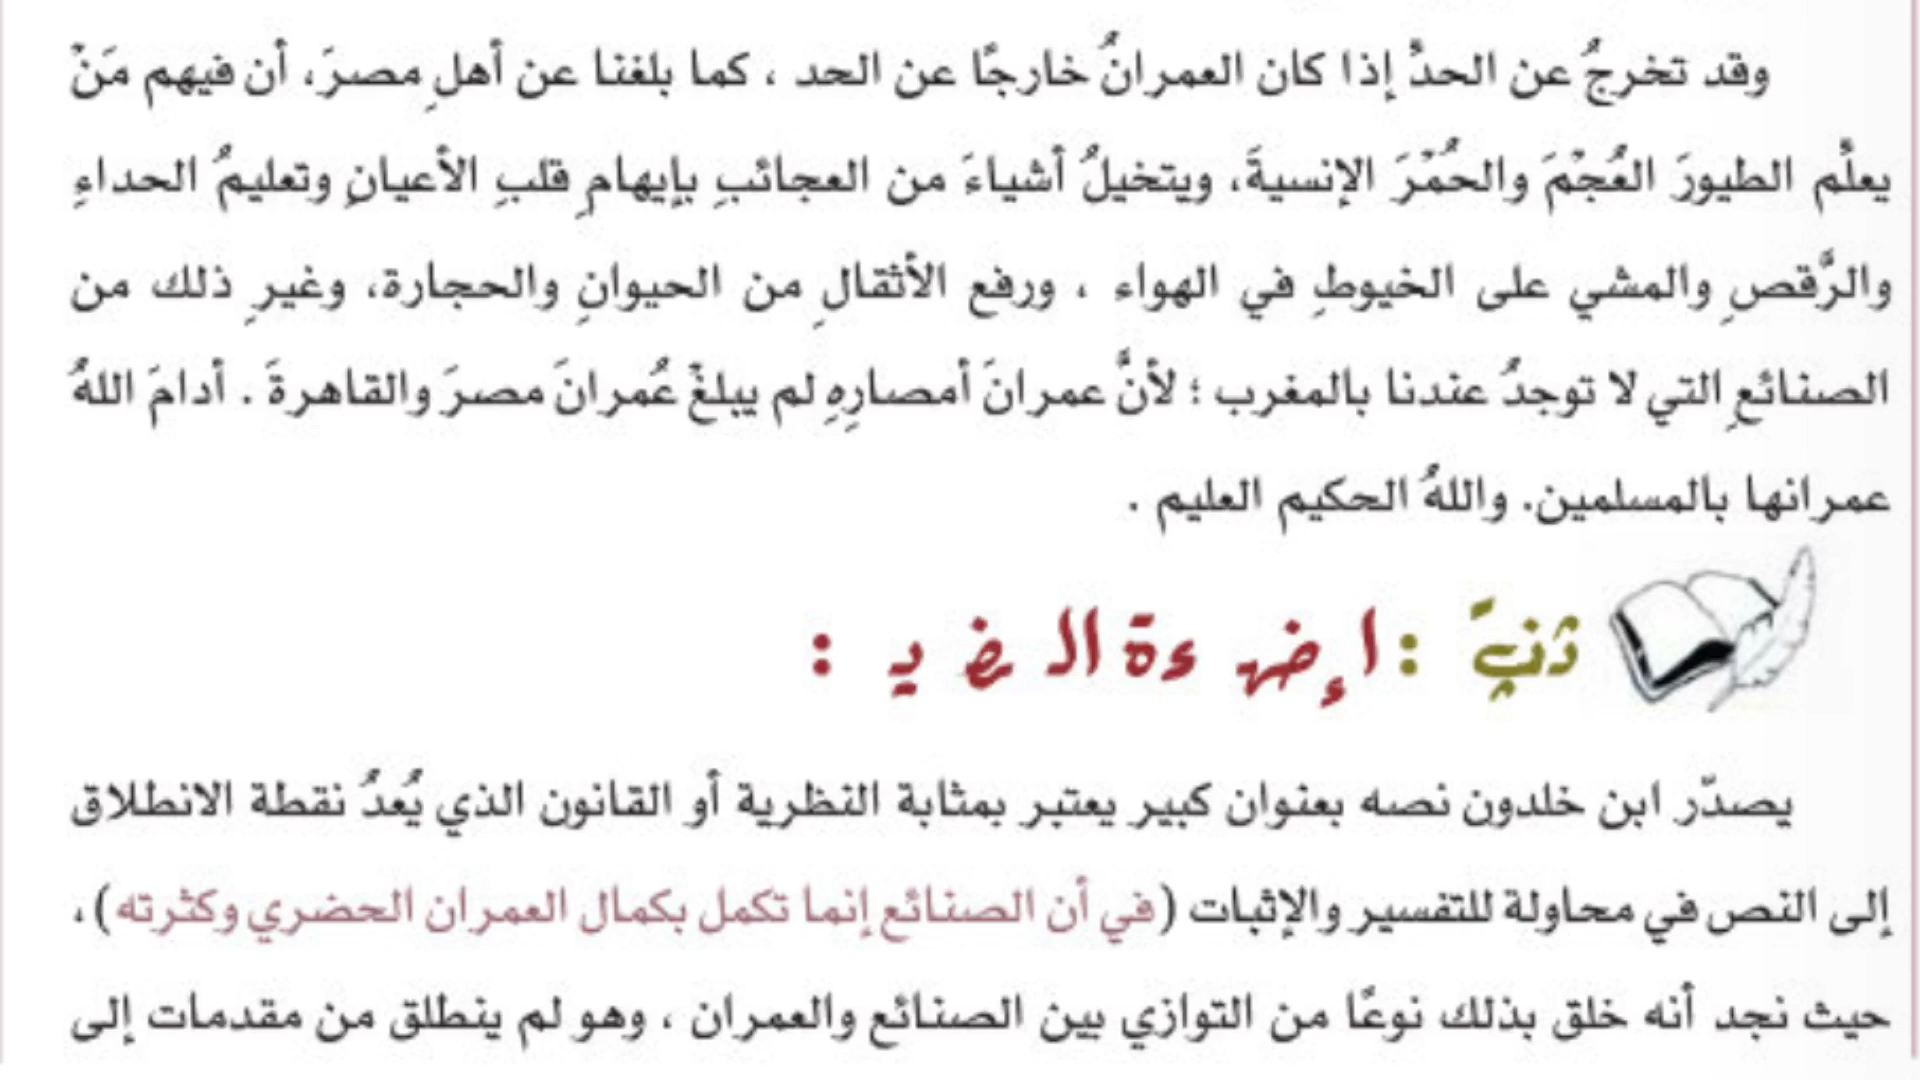 وقد تخرجُ عن الحدِّ إذا كان العمرانُ خارجًا عن الحد ، كما بلغنا عن أهلِ مصرَ، أن فيهم مَنْ
يعلِّم الطيورَ العُجْمَ والحُمْرَ الإنسيةَ، ويتخيلُ أشياءَ من العجائبِ بإيهامِ قلبِ الأعيانِ وتعليمُ الحداءِ
والرَّقصِ والمشي على الخيوطِ في الهواء ، ورفع الأثقالِ من الحيوانِ والحجارة، وغيرِ ذلك من
الصنائعِ التي لا توجدُ عندنا بالمغرب ؛ لأنَّ عمرانَ أمصارِهِ لم يبلغْ عُمرانَ مصرَ والقاهرةَ . أدامَ اللهُ
عمرانها بالمسلمين. واللهُ الحكيم العليم .
يصدّر ابن خلدون نصه بعنوان كبير يعتبر بمثابة النظرية أو القانون الذي يُعدُ نقطة الانطلاق
إلى النص في محاولة للتفسير والإثبات (في أن الصنائع إنما تكمل بكمال العمران الحضري وكثرته) ،
حيث نجد أنه خلق بذلك نوعًا من التوازي بين الصنائع والعمران ، وهو لم ينطلق من مقدمات إلى